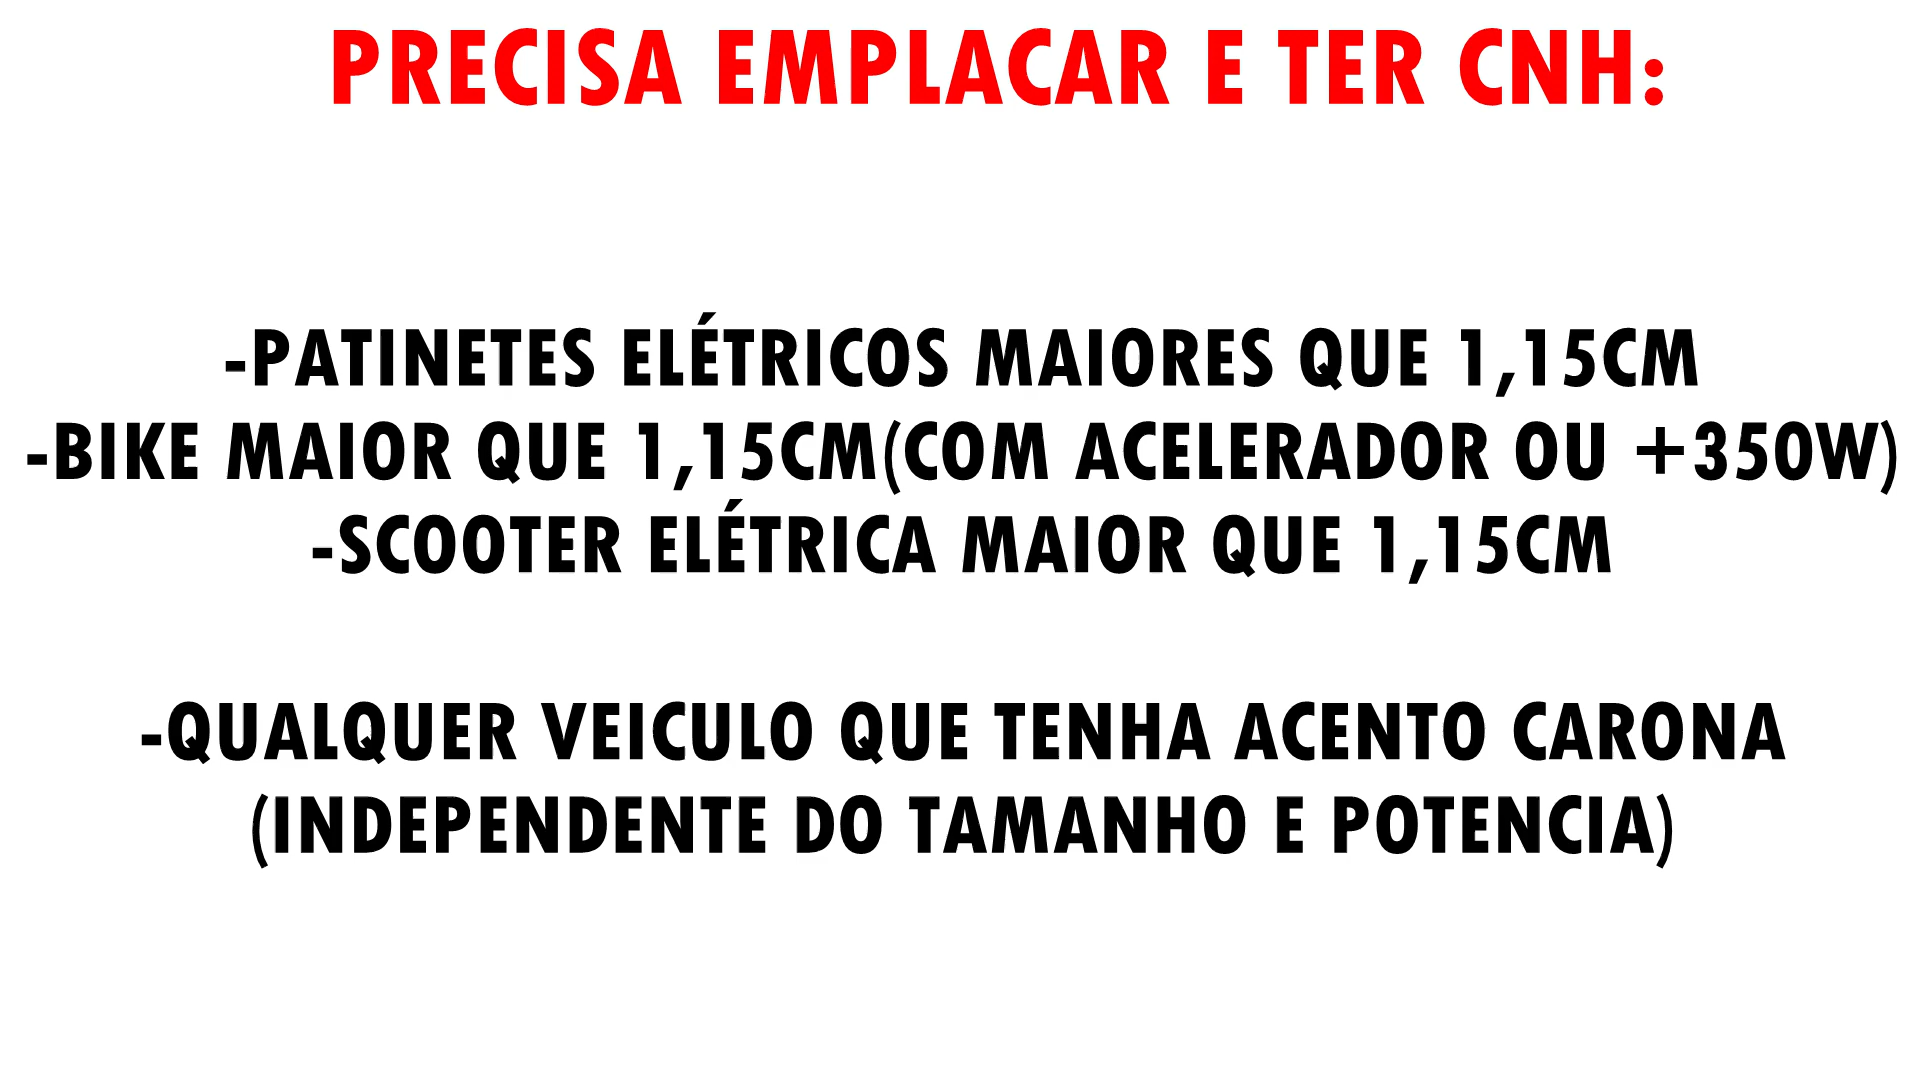 PRECISA EMPLACAR E TER CNH:
-PATINETES ELÉTRICOS MAIORES QUE 1,15CM
-BIKE MAIOR QUE 1,15CM(COM ACELERADOR OU +350W)
-SCOOTER ELÉTRICA MAIOR QUE 1,15CM
-QUALQUER VEICULO QUE TENHA ACENTO CARONA
(INDEPENDENTE DO TAMANHO E POTENCIA)